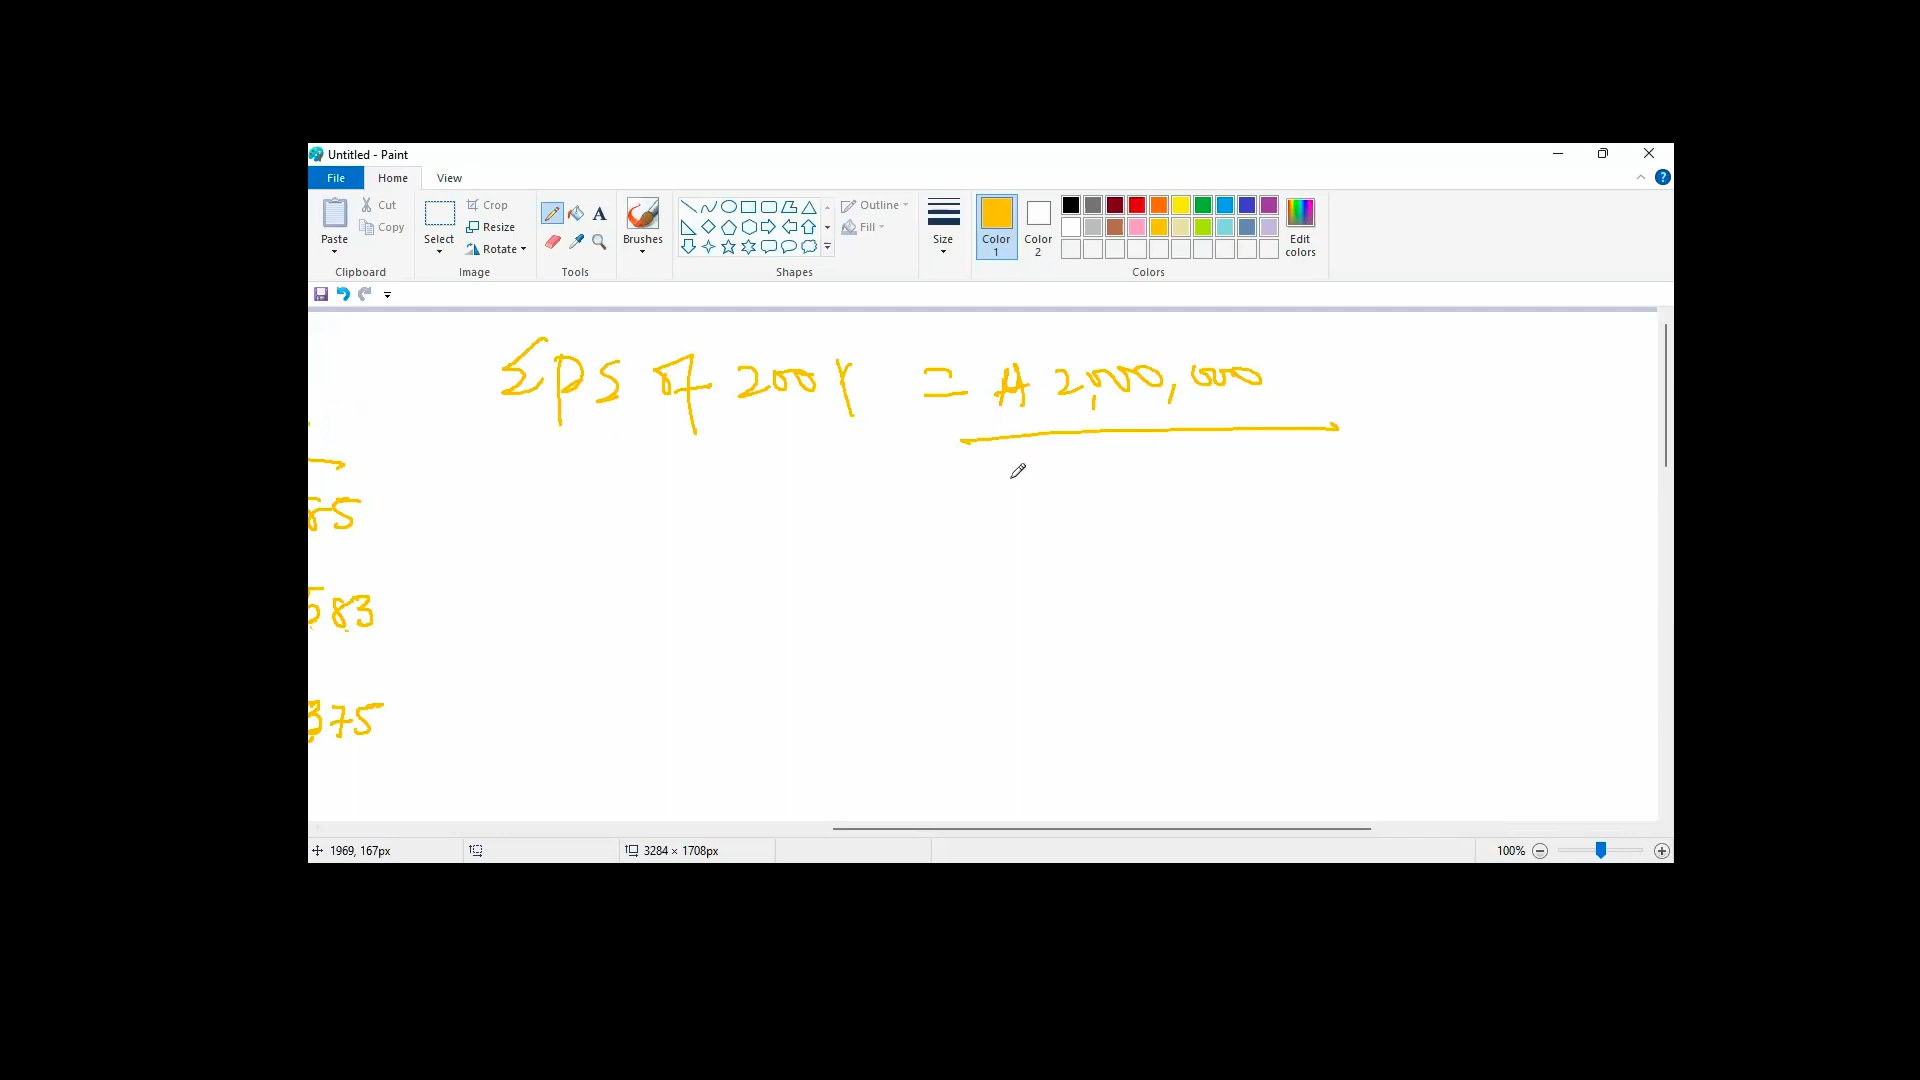 Untitled - Paint
File Home View
Paste
Cut
Copy
Clipboard
Select
Crop
Resize
Rotate
Image
Tools
Brushes
Shapes
Outline
Fill
Size
Color 1
Color 2
Edit colors
Colors
Eps of 200X = ₦ 2,000,000
85
583
375
1969, 167px
3284 × 1708px
100%